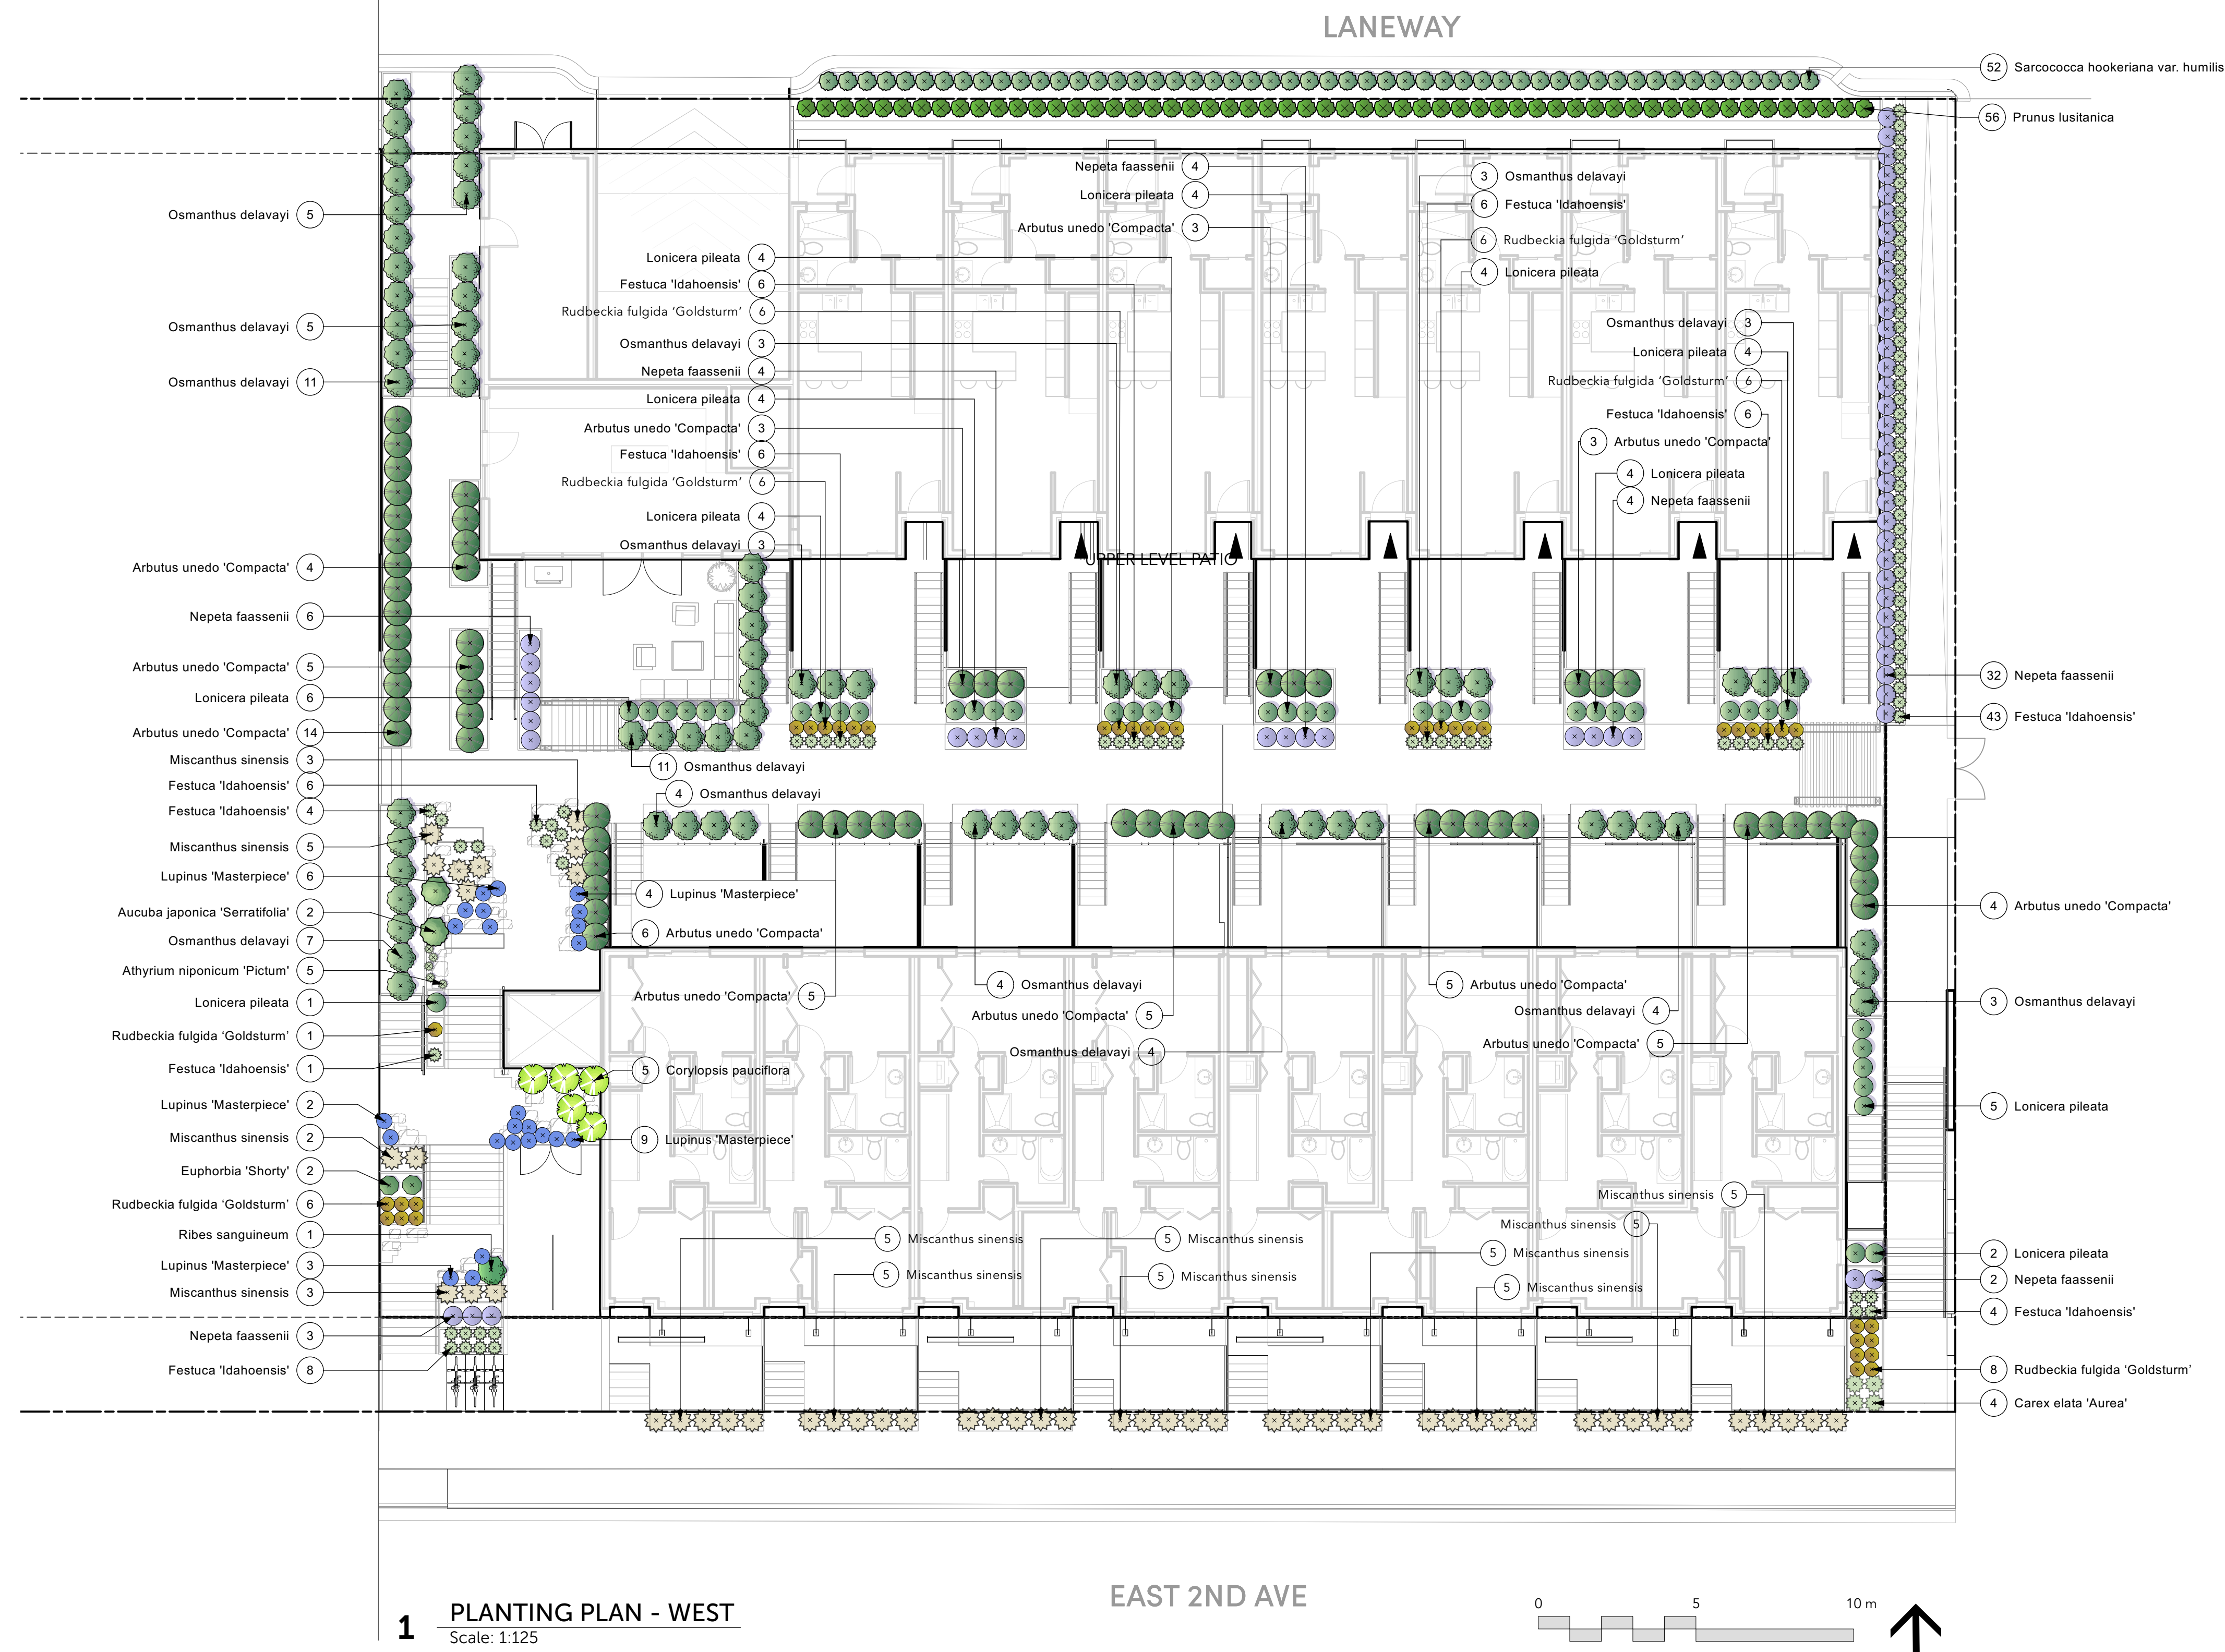 LANEWAY
52 Sarcococca hookeriana var. humilis
56 Prunus lusitanica
Nepeta faassenii 4
Lonicera pileata 4
Arbutus unedo 'Compacta' 3
3 Osmanthus delavayi
6 Festuca 'Idahoensis'
6 Rudbeckia fulgida ‘Goldsturm’
4 Lonicera pileata
Osmanthus delavayi 5
Osmanthus delavayi 5
Osmanthus delavayi 11
Lonicera pileata 4
Festuca 'Idahoensis' 6
Rudbeckia fulgida ‘Goldsturm’ 6
Osmanthus delavayi 3
Nepeta faassenii 4
Lonicera pileata 4
Arbutus unedo 'Compacta' 3
Festuca 'Idahoensis' 6
Rudbeckia fulgida ‘Goldsturm’ 6
Lonicera pileata 4
Osmanthus delavayi 3
Osmanthus delavayi 3
Lonicera pileata 4
Rudbeckia fulgida ‘Goldsturm’ 6
Festuca 'Idahoensis' 6
3 Arbutus unedo 'Compacta'
4 Lonicera pileata
4 Nepeta faassenii
UPPER LEVEL PATIO
Arbutus unedo 'Compacta' 4
Nepeta faassenii 6
Arbutus unedo 'Compacta' 5
Lonicera pileata 6
Arbutus unedo 'Compacta' 14
Miscanthus sinensis 3
Festuca 'Idahoensis' 6
Festuca 'Idahoensis' 4
Miscanthus sinensis 5
Lupinus 'Masterpiece' 6
Aucuba japonica 'Serratifolia' 2
Osmanthus delavayi 7
Athyrium niponicum 'Pictum' 5
Lonicera pileata 1
Rudbeckia fulgida ‘Goldsturm’ 1
Festuca 'Idahoensis' 1
Lupinus 'Masterpiece' 2
Miscanthus sinensis 2
Euphorbia 'Shorty' 2
Rudbeckia fulgida ‘Goldsturm’ 6
Ribes sanguineum 1
Lupinus 'Masterpiece' 3
Miscanthus sinensis 3
Nepeta faassenii 3
Festuca 'Idahoensis' 8
11 Osmanthus delavayi
4 Osmanthus delavayi
4 Lupinus 'Masterpiece'
6 Arbutus unedo 'Compacta'
Arbutus unedo 'Compacta' 5
4 Osmanthus delavayi
Arbutus unedo 'Compacta' 5
Osmanthus delavayi 4
5 Arbutus unedo 'Compacta'
Osmanthus delavayi 4
Arbutus unedo 'Compacta' 5
5 Corylopsis pauciflora
9 Lupinus 'Masterpiece'
5 Miscanthus sinensis
5 Miscanthus sinensis
5 Miscanthus sinensis
5 Miscanthus sinensis
Miscanthus sinensis 5
Miscanthus sinensis 5
5 Miscanthus sinensis
5 Miscanthus sinensis
32 Nepeta faassenii
43 Festuca 'Idahoensis'
4 Arbutus unedo 'Compacta'
3 Osmanthus delavayi
5 Lonicera pileata
2 Lonicera pileata
2 Nepeta faassenii
4 Festuca 'Idahoensis'
8 Rudbeckia fulgida ‘Goldsturm’
4 Carex elata 'Aurea'
EAST 2ND AVE
1 PLANTING PLAN - WEST
Scale: 1:125
0 5 10 m